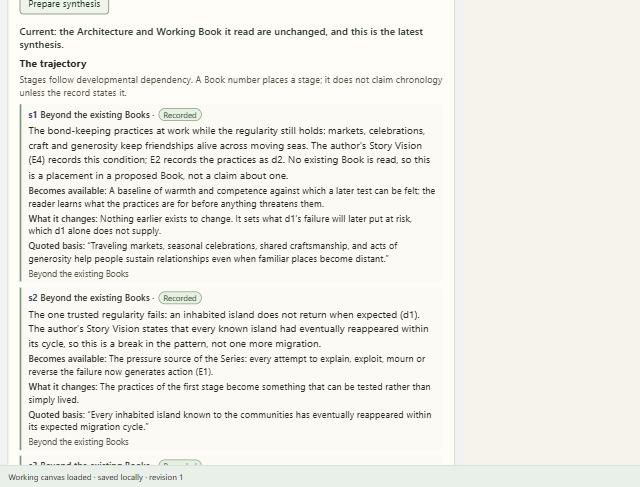 Prepare synthesis
Current: the Architecture and Working Book it read are unchanged, and this is the latest
synthesis.
The trajectory
Stages follow developmental dependency. A Book number places a stage; it does not claim chronology
unless the record states it.
s1 Beyond the existing Books · Recorded
The bond-keeping practices at work while the regularity still holds: markets, celebrations,
craft and generosity keep friendships alive across moving seas. The author's Story Vision
(E4) records this condition; E2 records the practices as d2. No existing Book is read, so this
is a placement in a proposed Book, not a claim about one.
Becomes available: A baseline of warmth and competence against which a later test can be felt; the
reader learns what the practices are for before anything threatens them.
What it changes: Nothing earlier exists to change. It sets what d1's failure will later put at risk,
which d1 alone does not supply.
Quoted basis: "Traveling markets, seasonal celebrations, shared craftsmanship, and acts of
generosity help people sustain relationships even when familiar places become distant."
Beyond the existing Books
s2 Beyond the existing Books · Recorded
The one trusted regularity fails: an inhabited island does not return when expected (d1).
The author's Story Vision states that every known island had eventually reappeared within
its cycle, so this is a break in the pattern, not one more migration.
Becomes available: The pressure source of the Series: every attempt to explain, exploit, mourn or
reverse the failure now generates action (E1).
What it changes: The practices of the first stage become something that can be tested rather than
simply lived.
Quoted basis: "Every inhabited island known to the communities has eventually reappeared within
its expected migration cycle."
Beyond the existing Books
Working canvas loaded · saved locally · revision 1